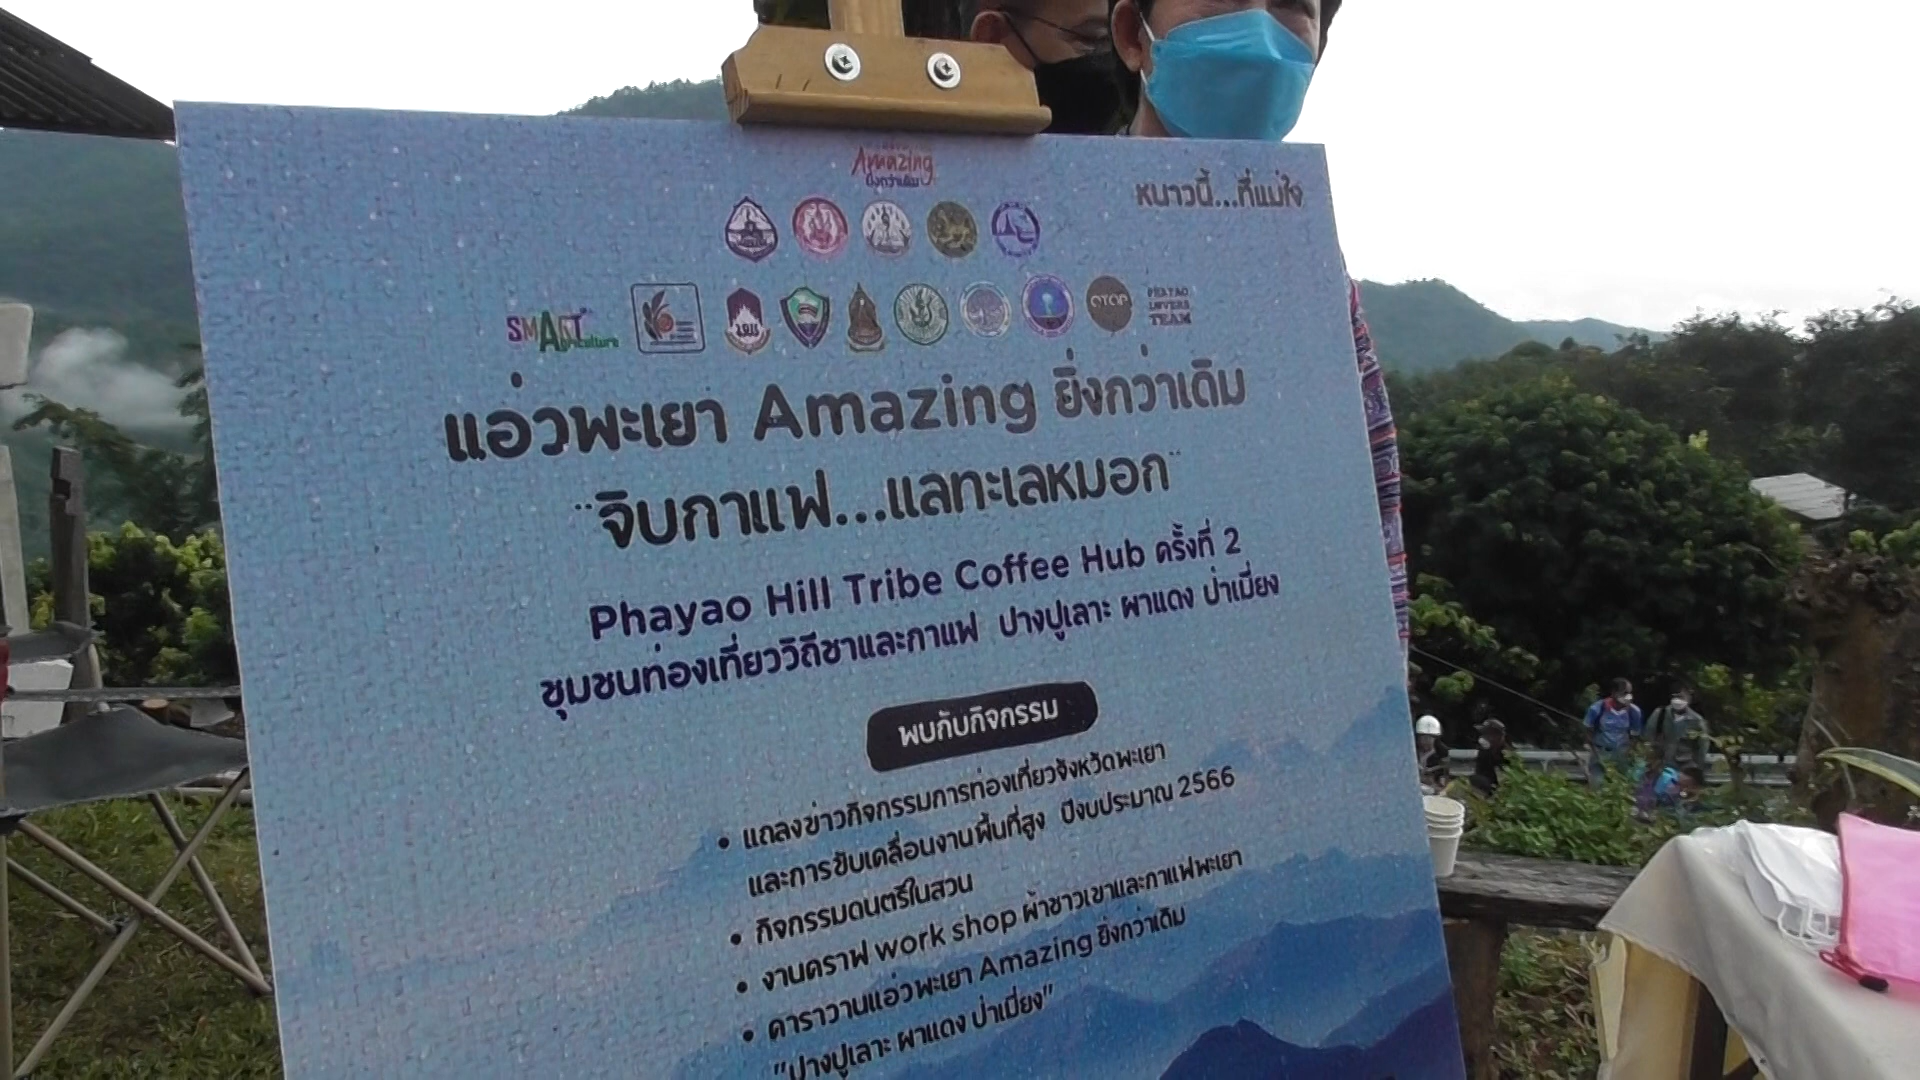 Amazing
ยิ่งกว่าเดิม
หนาวนี้...ที่แม่ใจ
SMART
Agriculture
OTOP
PHAYAO
LOVERS
TEAM
แอ่วพะเยา Amazing ยิ่งกว่าเดิม
"จิบกาแฟ...แลทะเลหมอก"
Phayao Hill Tribe Coffee Hub ครั้งที่ 2
ชุมชนท่องเที่ยววิถีชาและกาแฟ ปางปูเลาะ ผาแดง ป่าเมี่ยง
พบกับกิจกรรม
• แถลงข่าวกิจกรรมการท่องเที่ยวจังหวัดพะเยา
และการขับเคลื่อนงานพื้นที่สูง ปีงบประมาณ 2566
• กิจกรรมดนตรีในสวน
• งานคราฟ work shop ผ้าชาวเขาและกาแฟพะเยา
• คาราวานแอ่วพะเยา Amazing ยิ่งกว่าเดิม
"ปางปูเลาะ ผาแดง ป่าเมี่ยง"